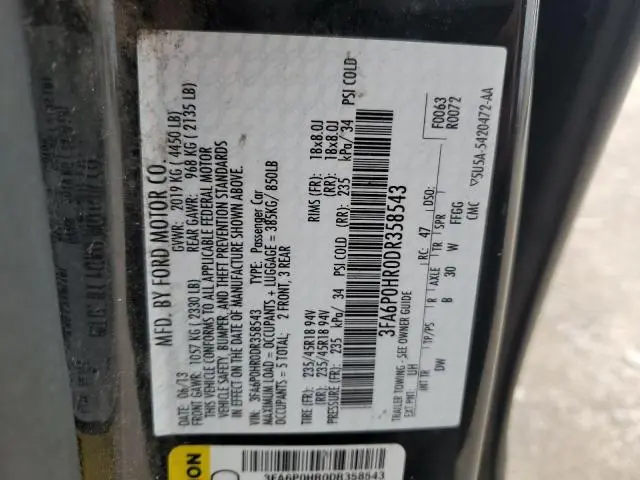 MFD. BY FORD MOTOR CO.
DATE: 06/13 GVWR: 2019 KG ( 4450 LB)
FRONT GAWR: 1057 KG ( 2330 LB) REAR GAWR: 968 KG ( 2135 LB)
THIS VEHICLE CONFORMS TO ALL APPLICABLE FEDERAL MOTOR
VEHICLE SAFETY, BUMPER, AND THEFT PREVENTION STANDARDS
IN EFFECT ON THE DATE OF MANUFACTURE SHOWN ABOVE.
VIN: 3FA6P0HR0DR358543 TYPE: Passenger Car
MAXIMUM LOAD = OCCUPANTS + LUGGAGE = 385KG/ 850LB
OCCUPANTS = 5 TOTAL: 2 FRONT, 3 REAR
TIRE (FR): 235/45R18 94V RIMS (FR): 18x8.0J
(RR): 235/45R18 94V (RR): 18x8.0J
PRESSURE (FR): 235 kPa/ 34 PSI COLD (RR): 235 kPa/ 34 PSI COLD
3FA6P0HR0DR358543
TRAILER TOWING - SEE OWNER GUIDE F0063
EXT PNT: UH RC: 47 DSO: R0072
INT TR TP/PS R AXLE TR SPR
DW B 30 W FFGG
CMC ▽5U5A-5420472-AA
3FA6P0HR0DR358543